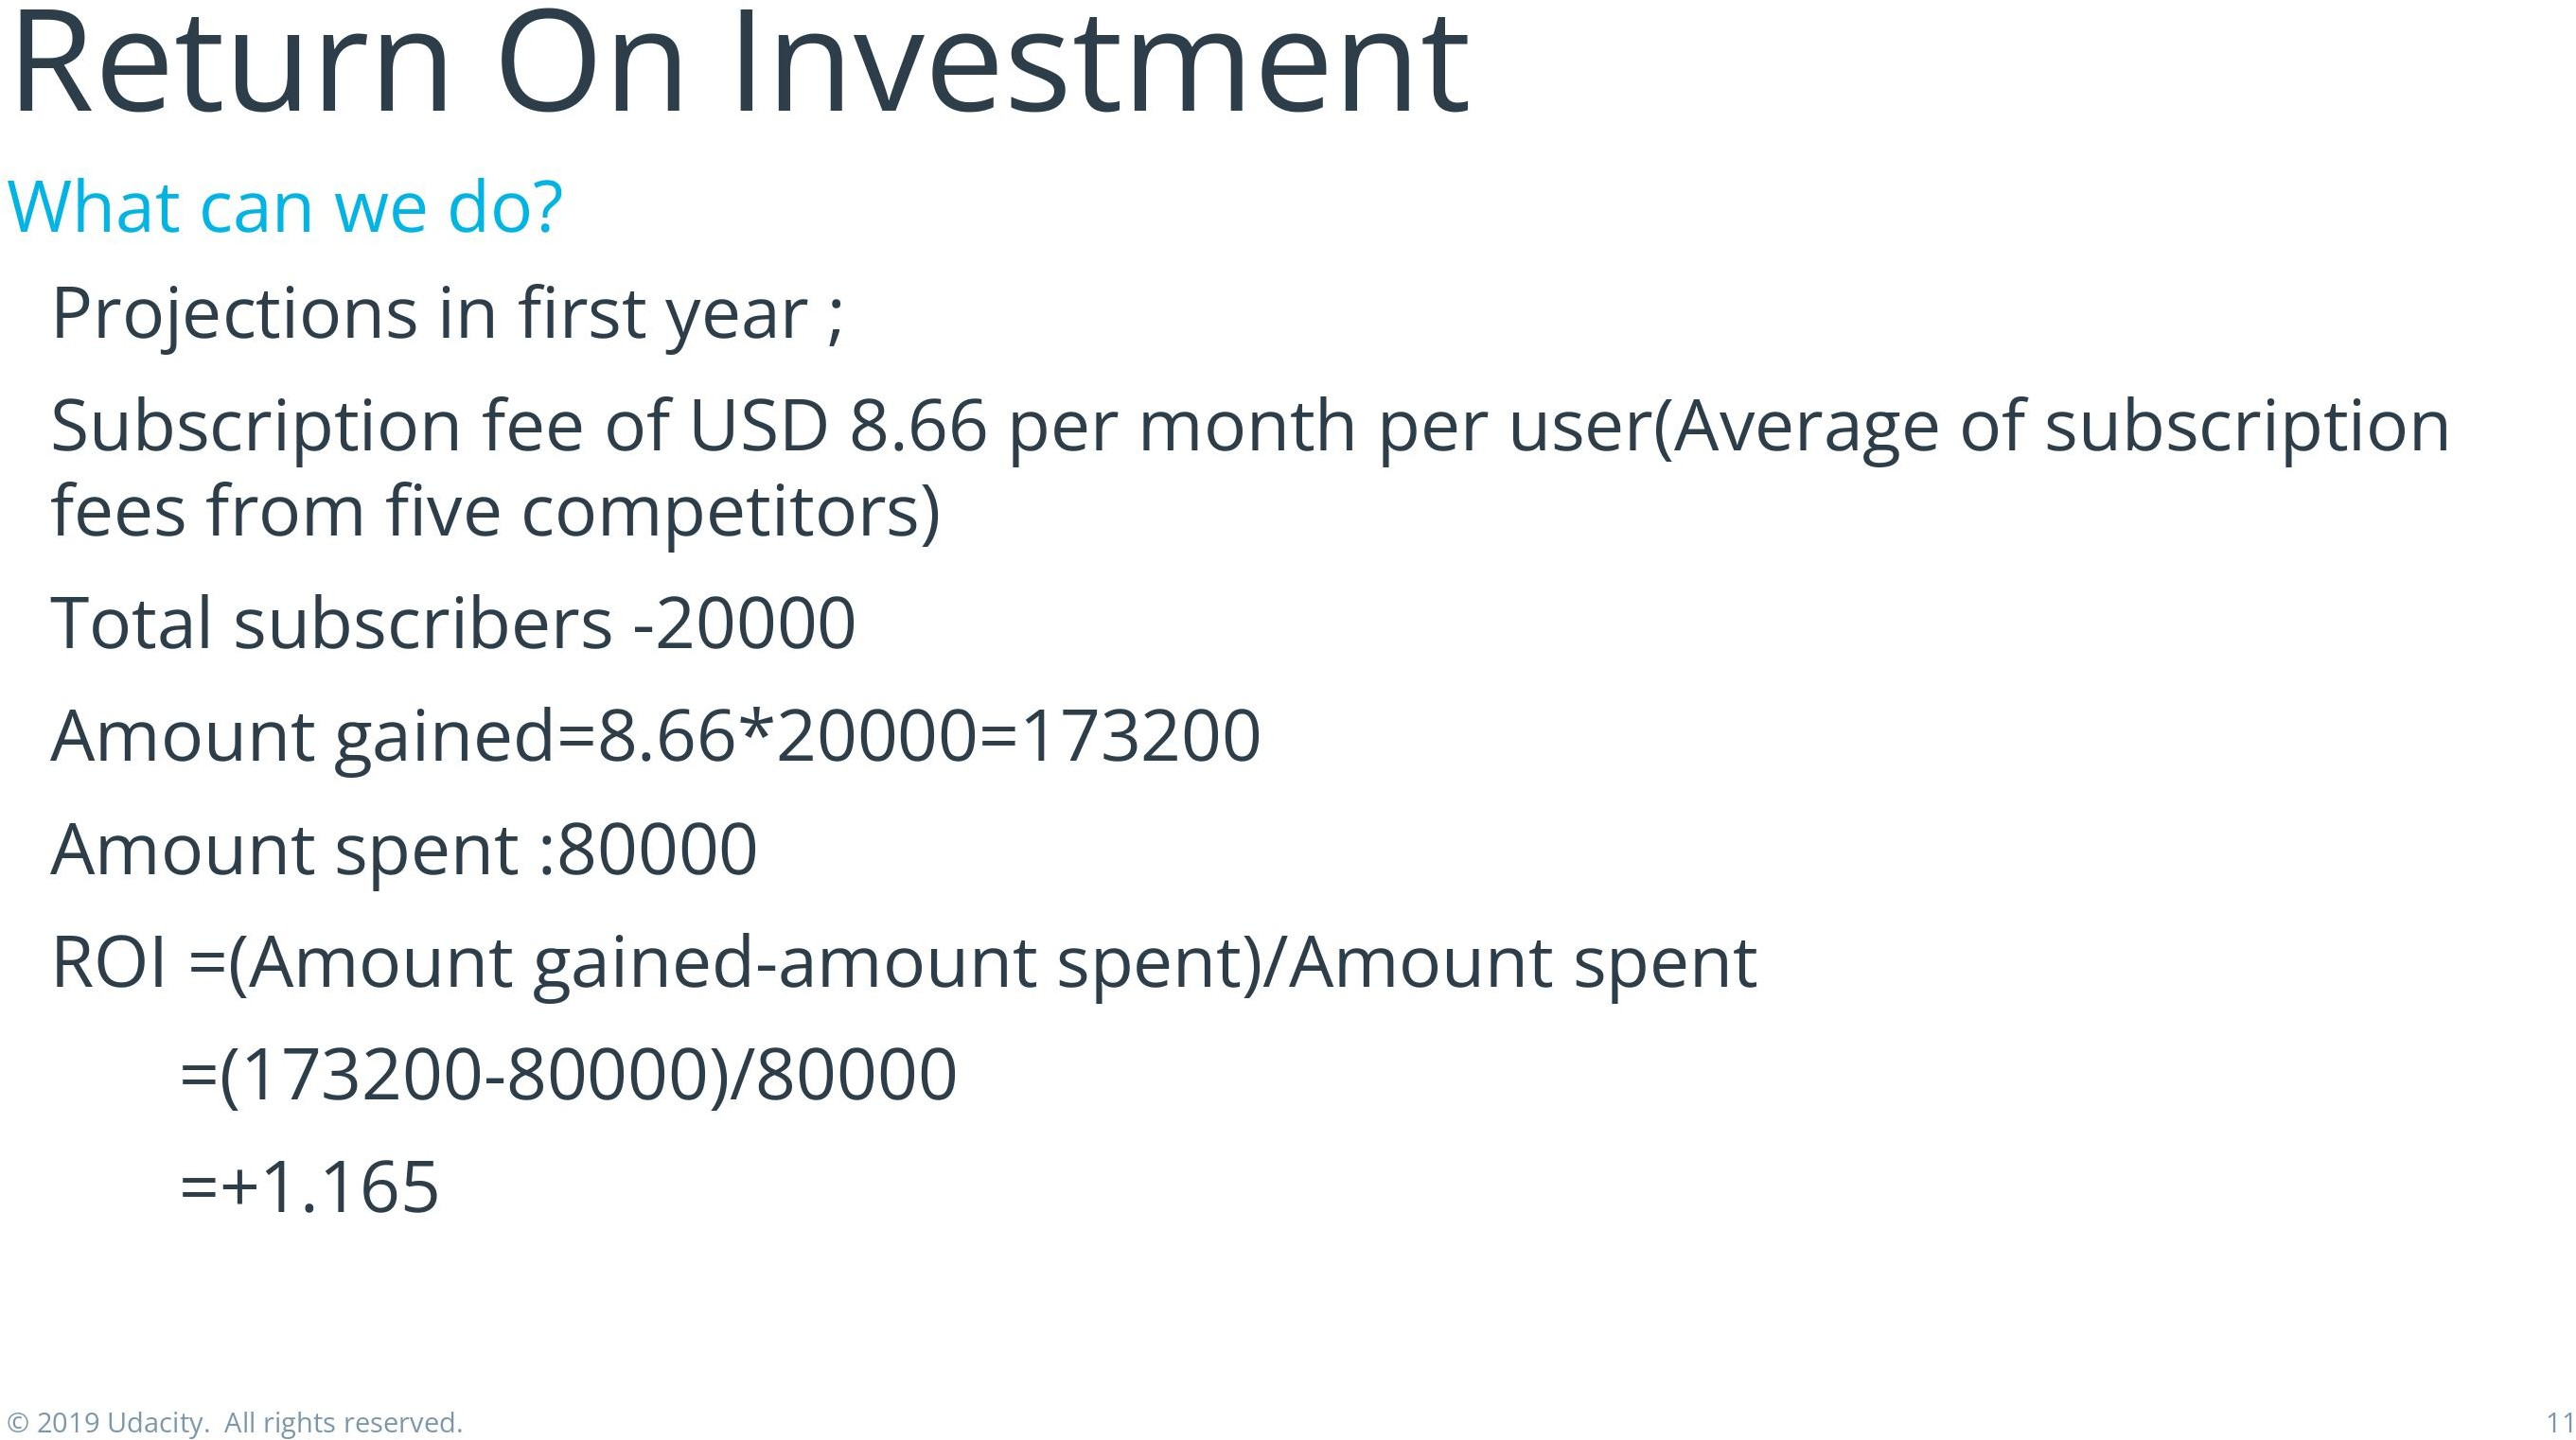 Return On Investment
What can we do?
Projections in first year ;
Subscription fee of USD 8.66 per month per user(Average of subscription
fees from five competitors)
Total subscribers -20000
Amount gained=8.66*20000=173200
Amount spent :80000
ROI =(Amount gained-amount spent)/Amount spent
=(173200-80000)/80000
=+1.165
© 2019 Udacity.  All rights reserved.
11